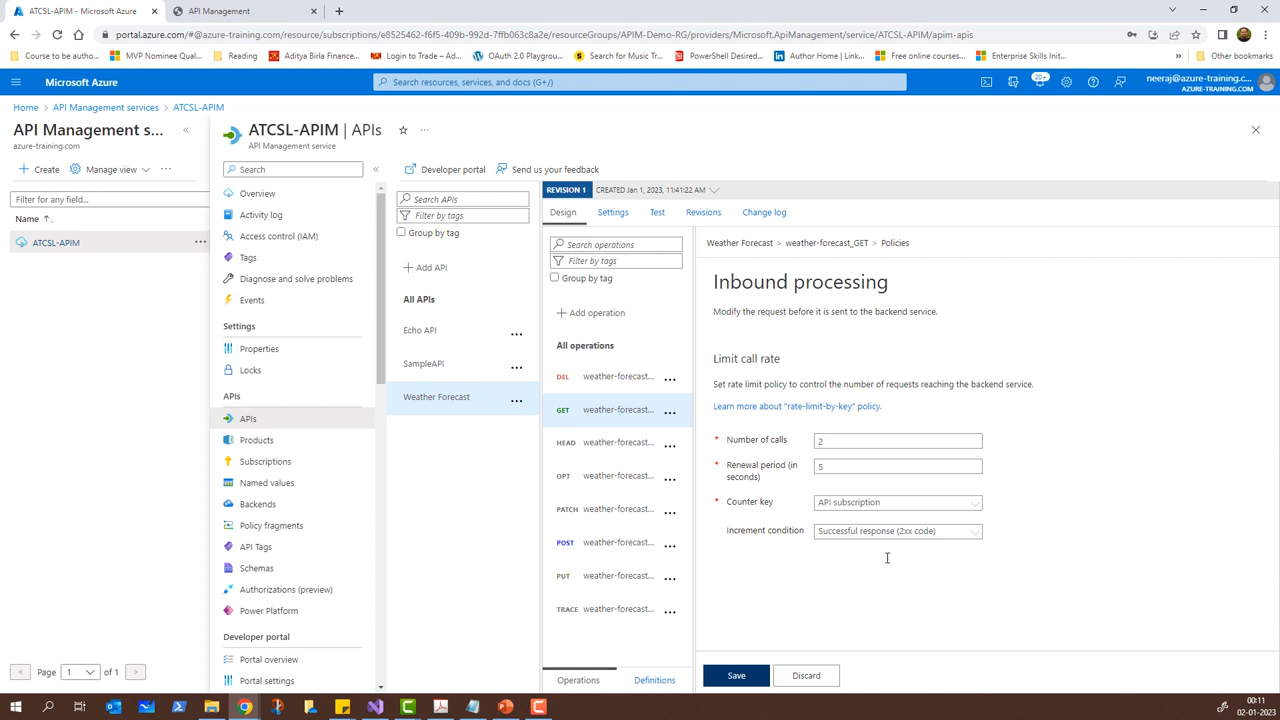 ATCSL-APIM - Microsoft Azure
API Management
portal.azure.com/#@azure-training.com/resource/subscriptions/e8525462-f6f5-409b-992d-7ffb063c8a2e/resourceGroups/APIM-Demo-RG/providers/Microsoft.ApiManagement/service/ATCSL-APIM/apim-apis
Course to be autho...
MVP Nominee Quap...
Reading
Aditya Birla Finance...
Login to Trade - Ad...
OAuth 2.0 Playgrou...
Search for Music Tr...
PowerShell Desired...
Author Home | Link...
Free online courses...
Enterprise Skills Init...
»
Other bookmarks
Microsoft Azure
Search resources, services, and docs (G+/)
20+
neeraj@azure-training.c...
AZURE-TRAINING.COM
Home > API Management services > ATCSL-APIM
API Management s...
«
azure-training.com
Create
Manage view
...
Filter for any field...
Name
ATCSL-APIM
...
ATCSL-APIM | APIs
...
API Management service
Search
«
Overview
Activity log
Access control (IAM)
Tags
Diagnose and solve problems
Events
Settings
Properties
Locks
APIs
APIs
Products
Subscriptions
Named values
Backends
Policy fragments
API Tags
Schemas
Authorizations (preview)
Power Platform
Developer portal
Portal overview
Portal settings
Page 1 of 1
Developer portal
Send us your feedback
Search APIs
Filter by tags
Group by tag
Add API
All APIs
Echo API
SampleAPI
Weather Forecast
REVISION 1
CREATED Jan 1, 2023, 11:41:22 AM
Design
Settings
Test
Revisions
Change log
Search operations
Filter by tags
Group by tag
Add operation
All operations
DEL weather-forecast...
GET weather-forecast...
HEAD weather-forecast...
OPT weather-forecast...
PATCH weather-forecast...
POST weather-forecast...
PUT weather-forecast...
TRACE weather-forecast...
Operations
Definitions
Weather Forecast > weather-forecast_GET > Policies
Inbound processing
Modify the request before it is sent to the backend service.
Limit call rate
Set rate limit policy to control the number of requests reaching the backend service.
Learn more about "rate-limit-by-key" policy.
* Number of calls
2
* Renewal period (in
seconds)
5
* Counter key
API subscription
Increment condition
Successful response (2xx code)
Save
Discard
00:11
02-01-2023